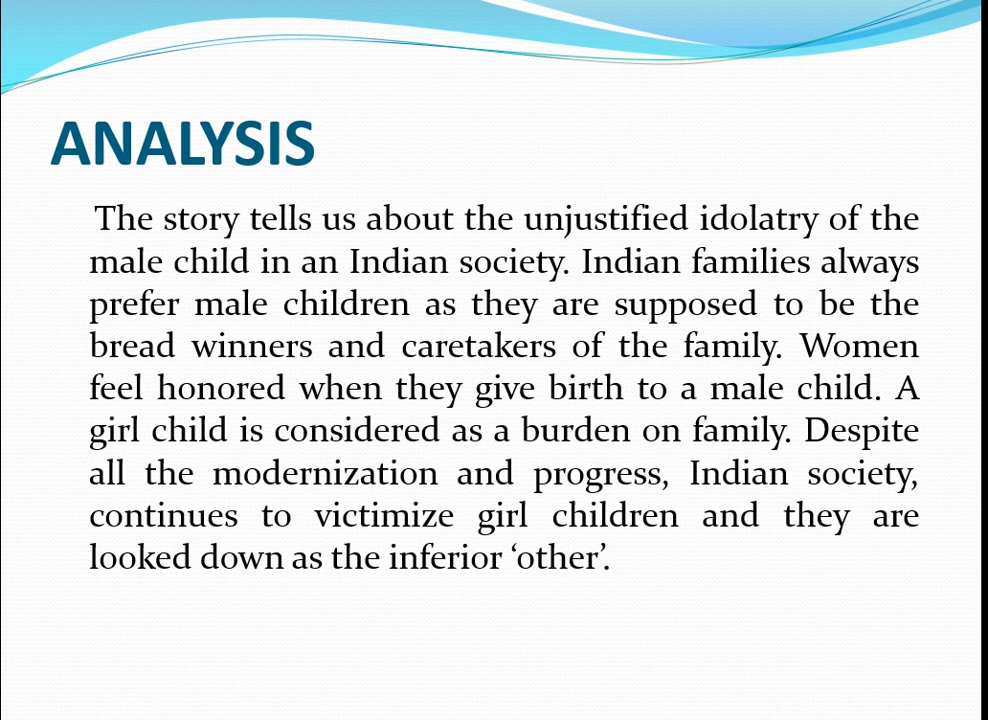 ANALYSIS
The story tells us about the unjustified idolatry of the
male child in an Indian society. Indian families always
prefer male children as they are supposed to be the
bread winners and caretakers of the family. Women
feel honored when they give birth to a male child. A
girl child is considered as a burden on family. Despite
all the modernization and progress, Indian society,
continues to victimize girl children and they are
looked down as the inferior ‘other’.